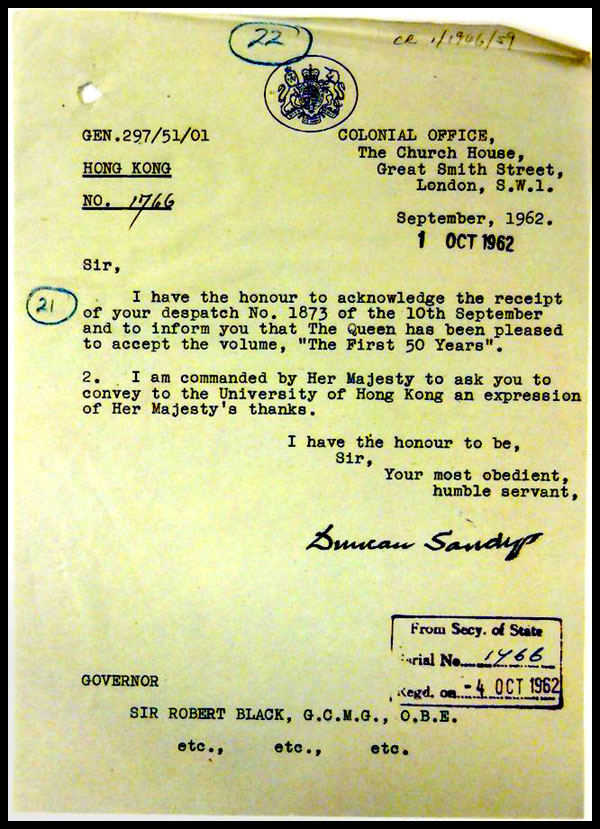 22
CR 1/1966/59
GEN.297/51/01
COLONIAL OFFICE,
The Church House,
Great Smith Street,
London, S.W.1.
HONG KONG
NO. 1766
September, 1962.
1 OCT 1962
Sir,
21
I have the honour to acknowledge the receipt
of your despatch No. 1873 of the 10th September
and to inform you that The Queen has been pleased
to accept the volume, "The First 50 Years".
2. I am commanded by Her Majesty to ask you to
convey to the University of Hong Kong an expression
of Her Majesty's thanks.
I have the honour to be,
Sir,
Your most obedient,
humble servant,
Duncan Sandys
From Secy. of State
Serial No. 1766
Regd. on -4 OCT 1962
GOVERNOR
SIR ROBERT BLACK, G.C.M.G., O.B.E.
etc., etc., etc.